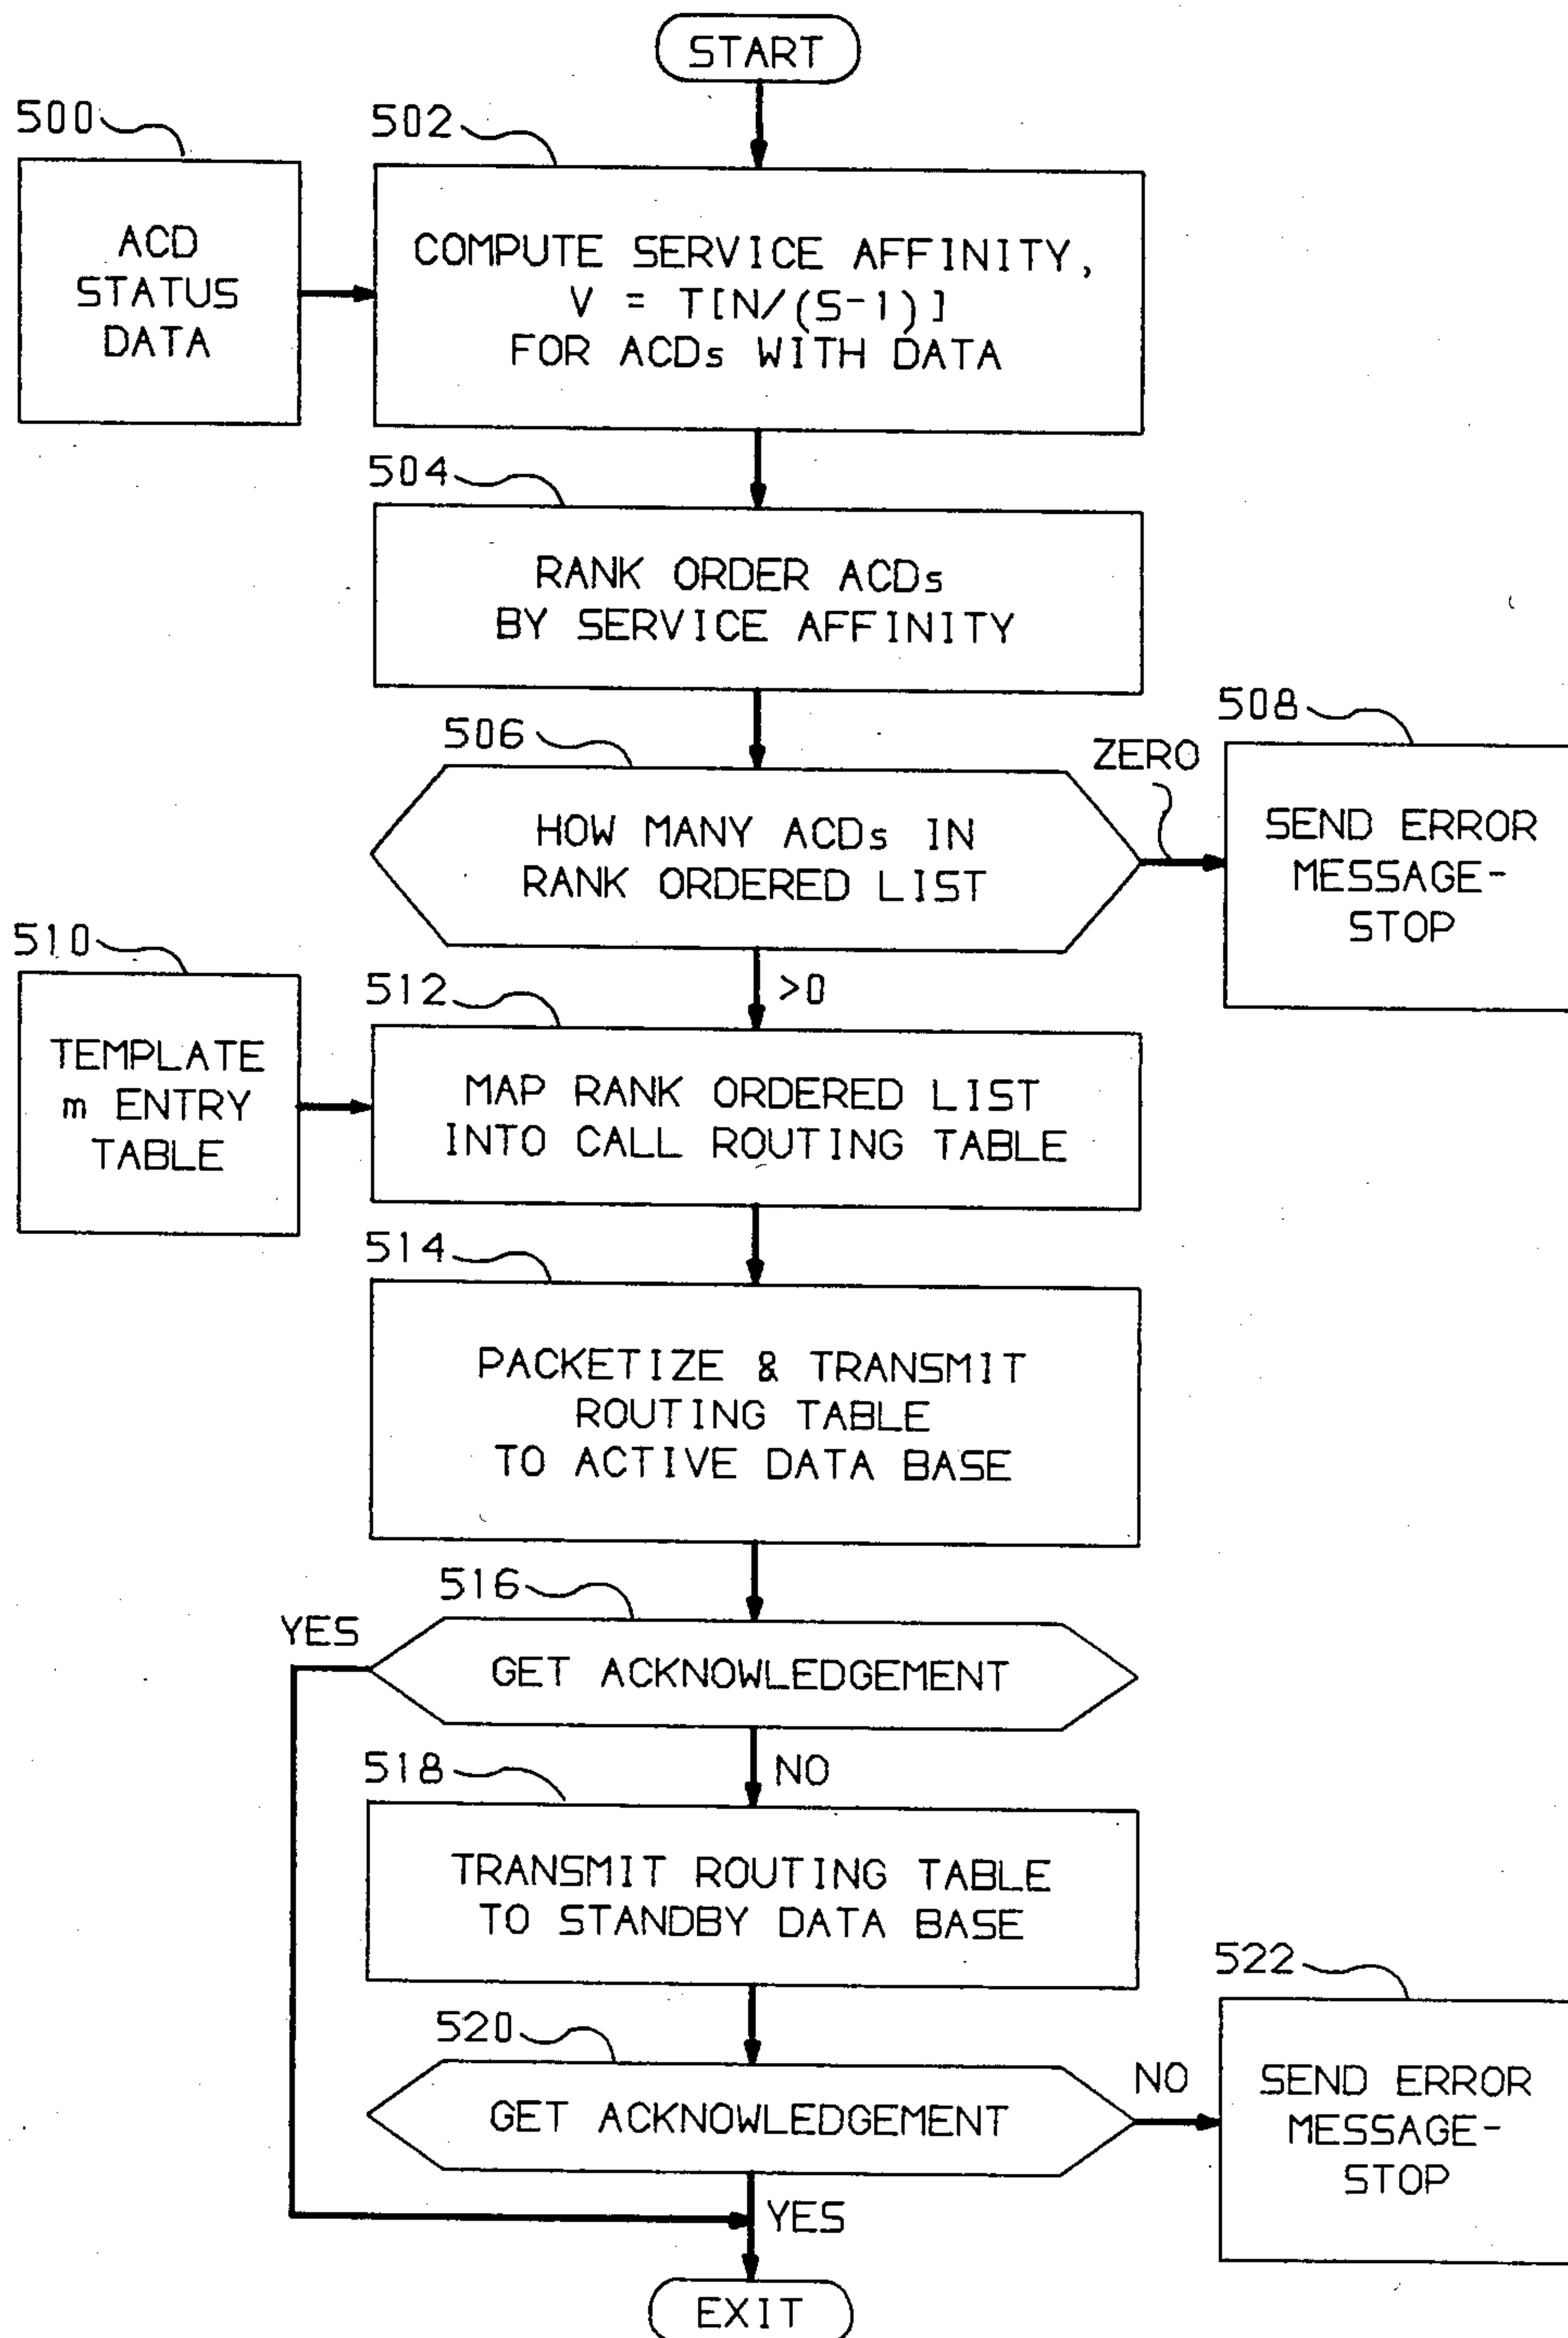 START
500
502
ACD
STATUS
DATA
COMPUTE SERVICE AFFINITY,
V = T[N/(S-1)]
FOR ACDs WITH DATA
504
RANK ORDER ACDs
BY SERVICE AFFINITY
506
508
ZERO
HOW MANY ACDs IN
RANK ORDERED LIST
SEND ERROR
MESSAGE-
STOP
510
>0
512
TEMPLATE
m ENTRY
TABLE
MAP RANK ORDERED LIST
INTO CALL ROUTING TABLE
514
PACKETIZE & TRANSMIT
ROUTING TABLE
TO ACTIVE DATA BASE
516
YES
GET ACKNOWLEDGEMENT
NO
518
TRANSMIT ROUTING TABLE
TO STANDBY DATA BASE
522
520
NO
GET ACKNOWLEDGEMENT
SEND ERROR
MESSAGE-
STOP
YES
EXIT